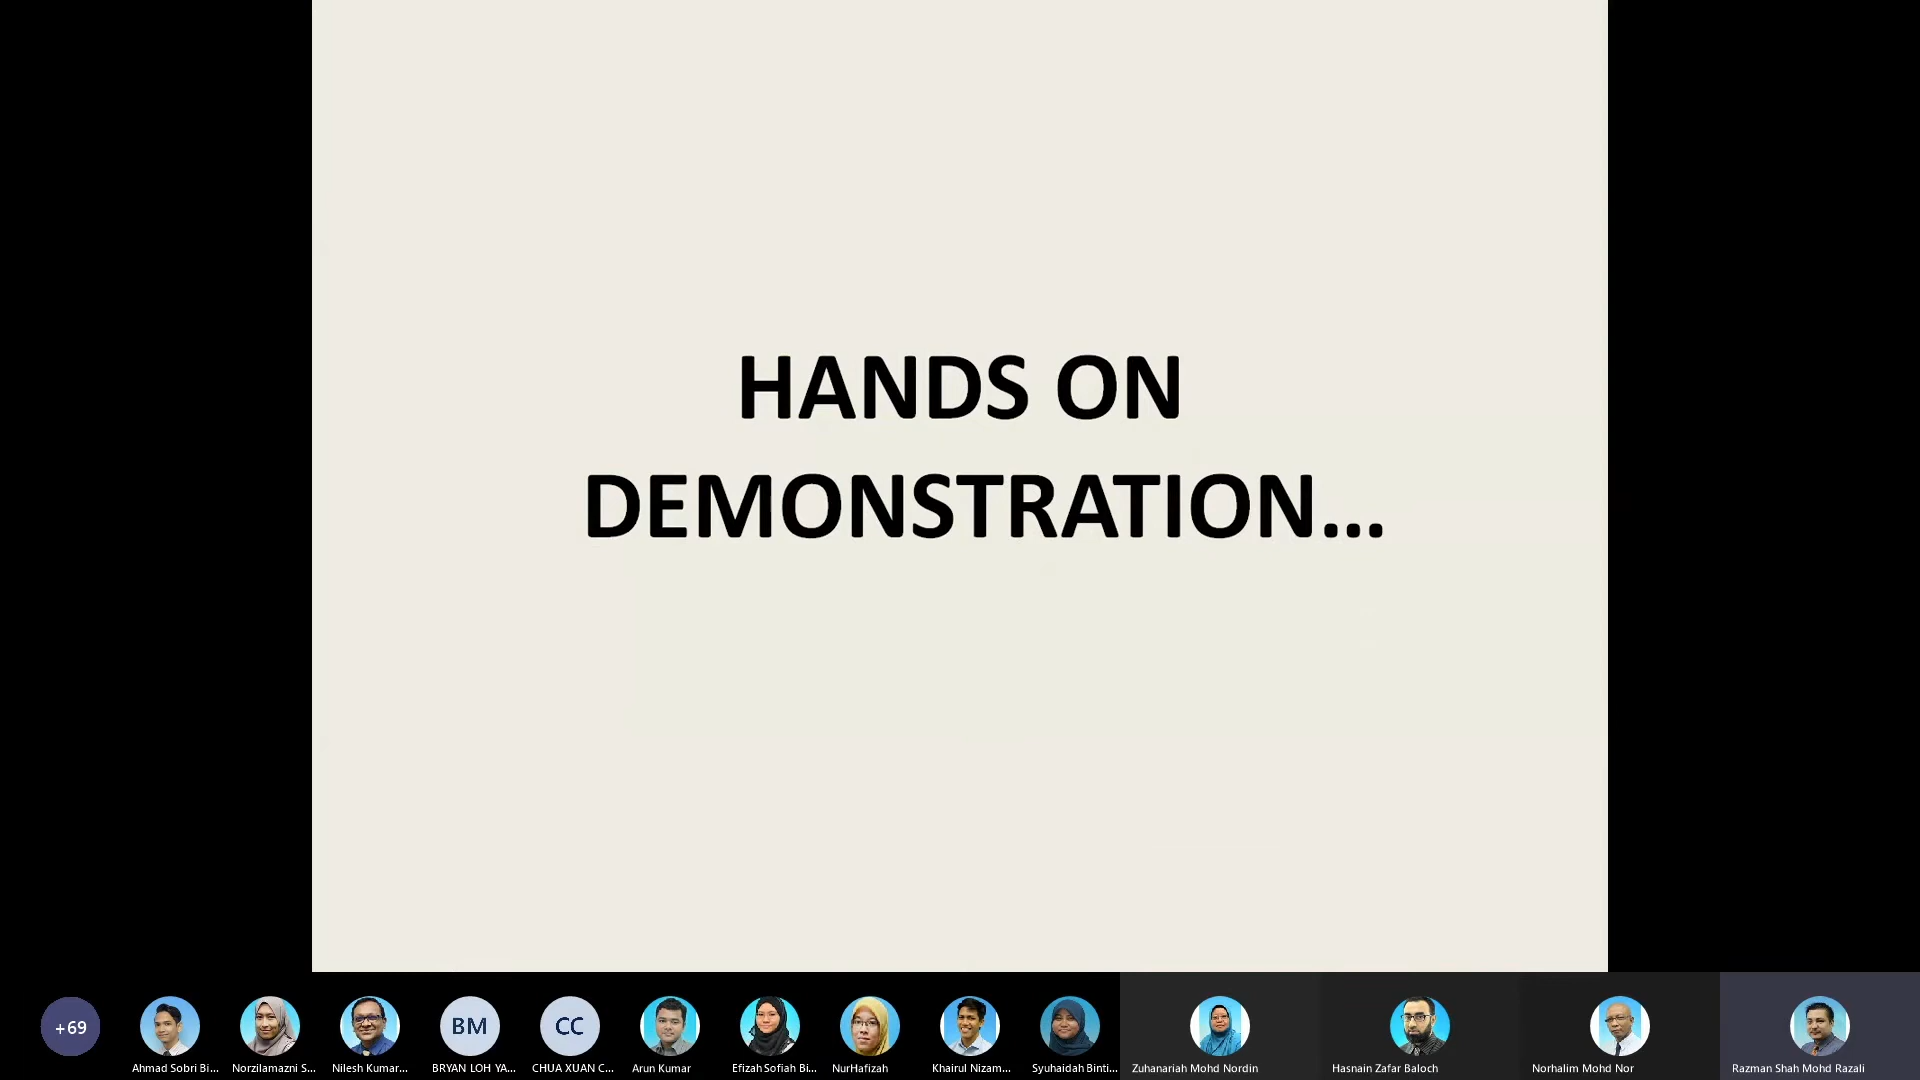 HANDS ON
DEMONSTRATION...
+69
BM
CC
Ahmad Sobri Bi...
Norzilamazni S...
Nilesh Kumar...
BRYAN LOH YA...
CHUA XUAN C...
Arun Kumar
Efizah Sofiah Bi...
NurHafizah
Khairul Nizam...
Syuhaidah Binti...
Zuhanariah Mohd Nordin
Hasnain Zafar Baloch
Norhalim Mohd Nor
Razman Shah Mohd Razali